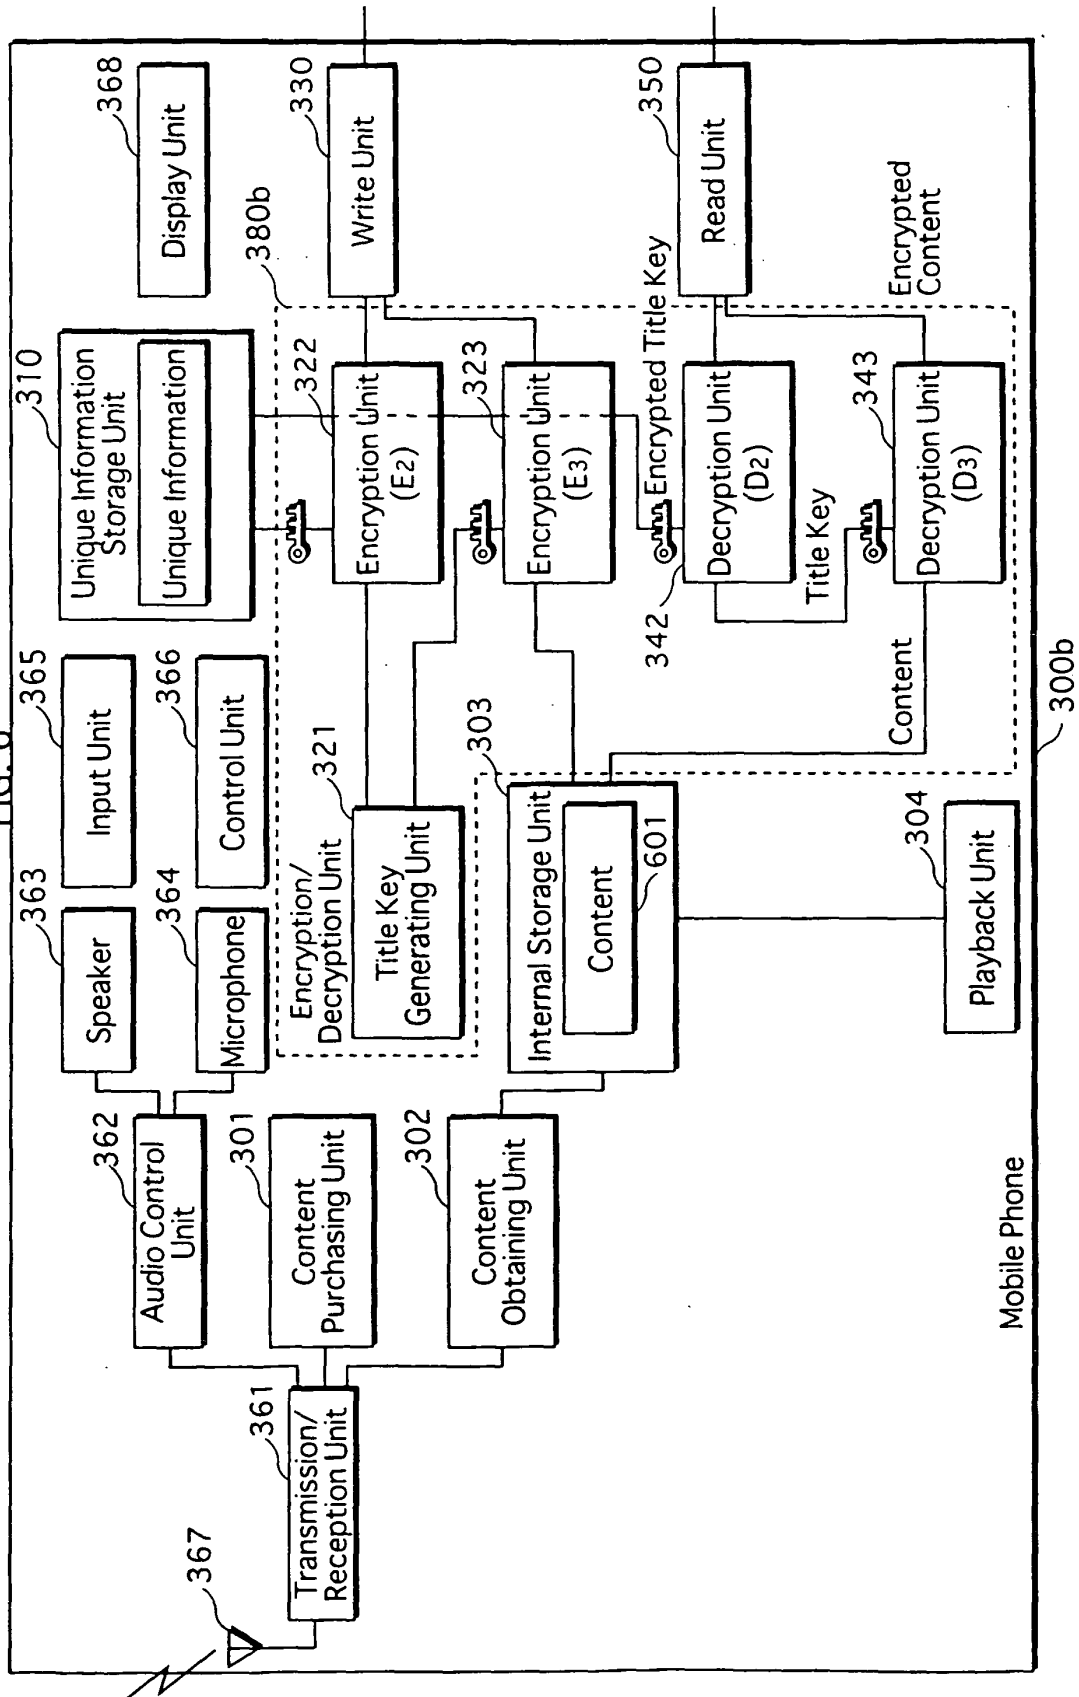 FIG. 6
367
361
Transmission/
Reception Unit
362
Audio Control
Unit
301
Content
Purchasing Unit
302
Content
Obtaining Unit
363
Speaker
364
Microphone
365
Input Unit
366
Control Unit
310
Unique Information
Storage Unit
Unique Information
368
Display Unit
Encryption/
Decryption Unit
321
Title Key
Generating Unit
380b
322
Encryption Unit
(E2)
323
Encryption Unit
(E3)
330
Write Unit
303
Internal Storage Unit
Content
601
Encrypted Title Key
342
Decryption Unit
(D2)
350
Read Unit
Title Key
343
Decryption Unit
(D3)
Encrypted
Content
Content
304
Playback Unit
Mobile Phone
300b